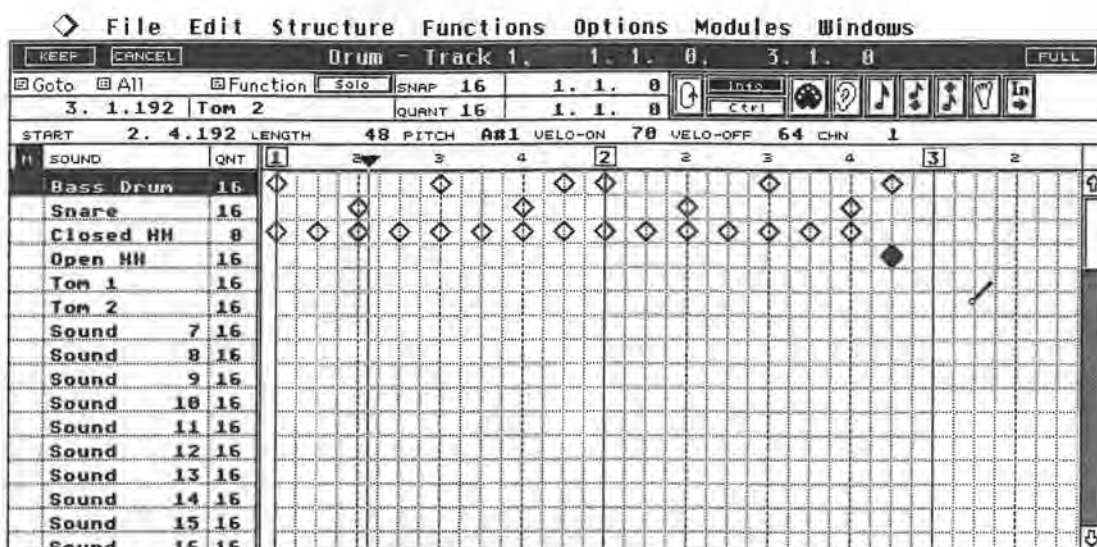 File Edit Structure Functions Options Modules Windows
KEEP CANCEL Drum - Track 1, 1. 1. 0, 3. 1. 0 FULL
Goto All Function Solo SNAP 16 1. 1. 0 Info In
3. 1.192 Tom 2 QUANT 16 1. 1. 0 Ctrl
START 2. 4.192 LENGTH 48 PITCH A#1 VELO-ON 70 VELO-OFF 64 CHN 1
M SOUND QNT 1 2 3 4 2 2 3 4 3 2
Bass Drum 16
Snare 16
Closed HH 8
Open HH 16
Tom 1 16
Tom 2 16
Sound 7 16
Sound 8 16
Sound 9 16
Sound 10 16
Sound 11 16
Sound 12 16
Sound 13 16
Sound 14 16
Sound 15 16
Sound 16 16